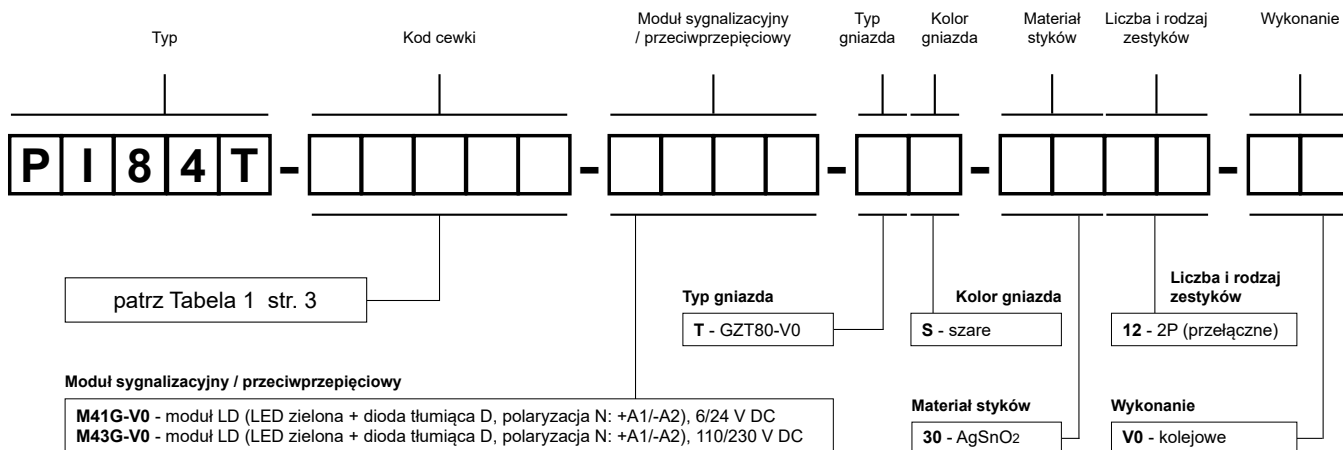 Typ
Kod cewki
Moduł sygnalizacyjny
/ przeciwprzepięciowy
Typ
gniazda
Kolor
gniazda
Materiał
styków
Liczba i rodzaj
zestyków
Wykonanie
P I 8 4 T - - - - -
patrz Tabela 1 str. 3
Typ gniazda
T - GZT80-V0
Kolor gniazda
S - szare
Liczba i rodzaj
zestyków
12 - 2P (przełączne)
Moduł sygnalizacyjny / przeciwprzepięciowy
M41G-V0 - moduł LD (LED zielona + dioda tłumiąca D, polaryzacja N: +A1/-A2), 6/24 V DC
M43G-V0 - moduł LD (LED zielona + dioda tłumiąca D, polaryzacja N: +A1/-A2), 110/230 V DC
Materiał styków
30 - AgSnO2
Wykonanie
V0 - kolejowe